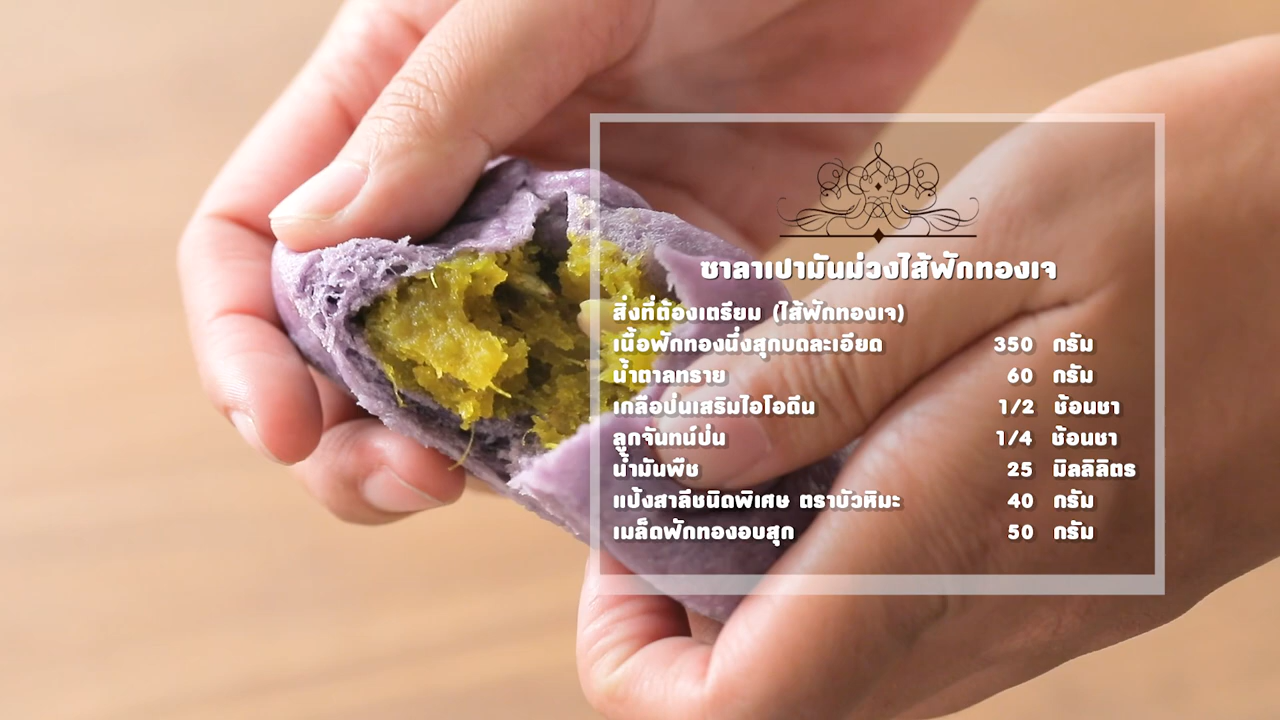 ซาลาเปามันม่วงไส้ฟักทองเจ
สิ่งที่ต้องเตรียม (ไส้ฟักทองเจ)
เนื้อฟักทองนึ่งสุกบดละเอียด 350 กรัม
น้ำตาลทราย 60 กรัม
เกลือป่นเสริมไอโอดีน 1/2 ช้อนชา
ลูกจันทน์ป่น 1/4 ช้อนชา
น้ำมันพืช 25 มิลลิลิตร
แป้งสาลีชนิดพิเศษ ตราบัวหิมะ 40 กรัม
เมล็ดฟักทองอบสุก 50 กรัม